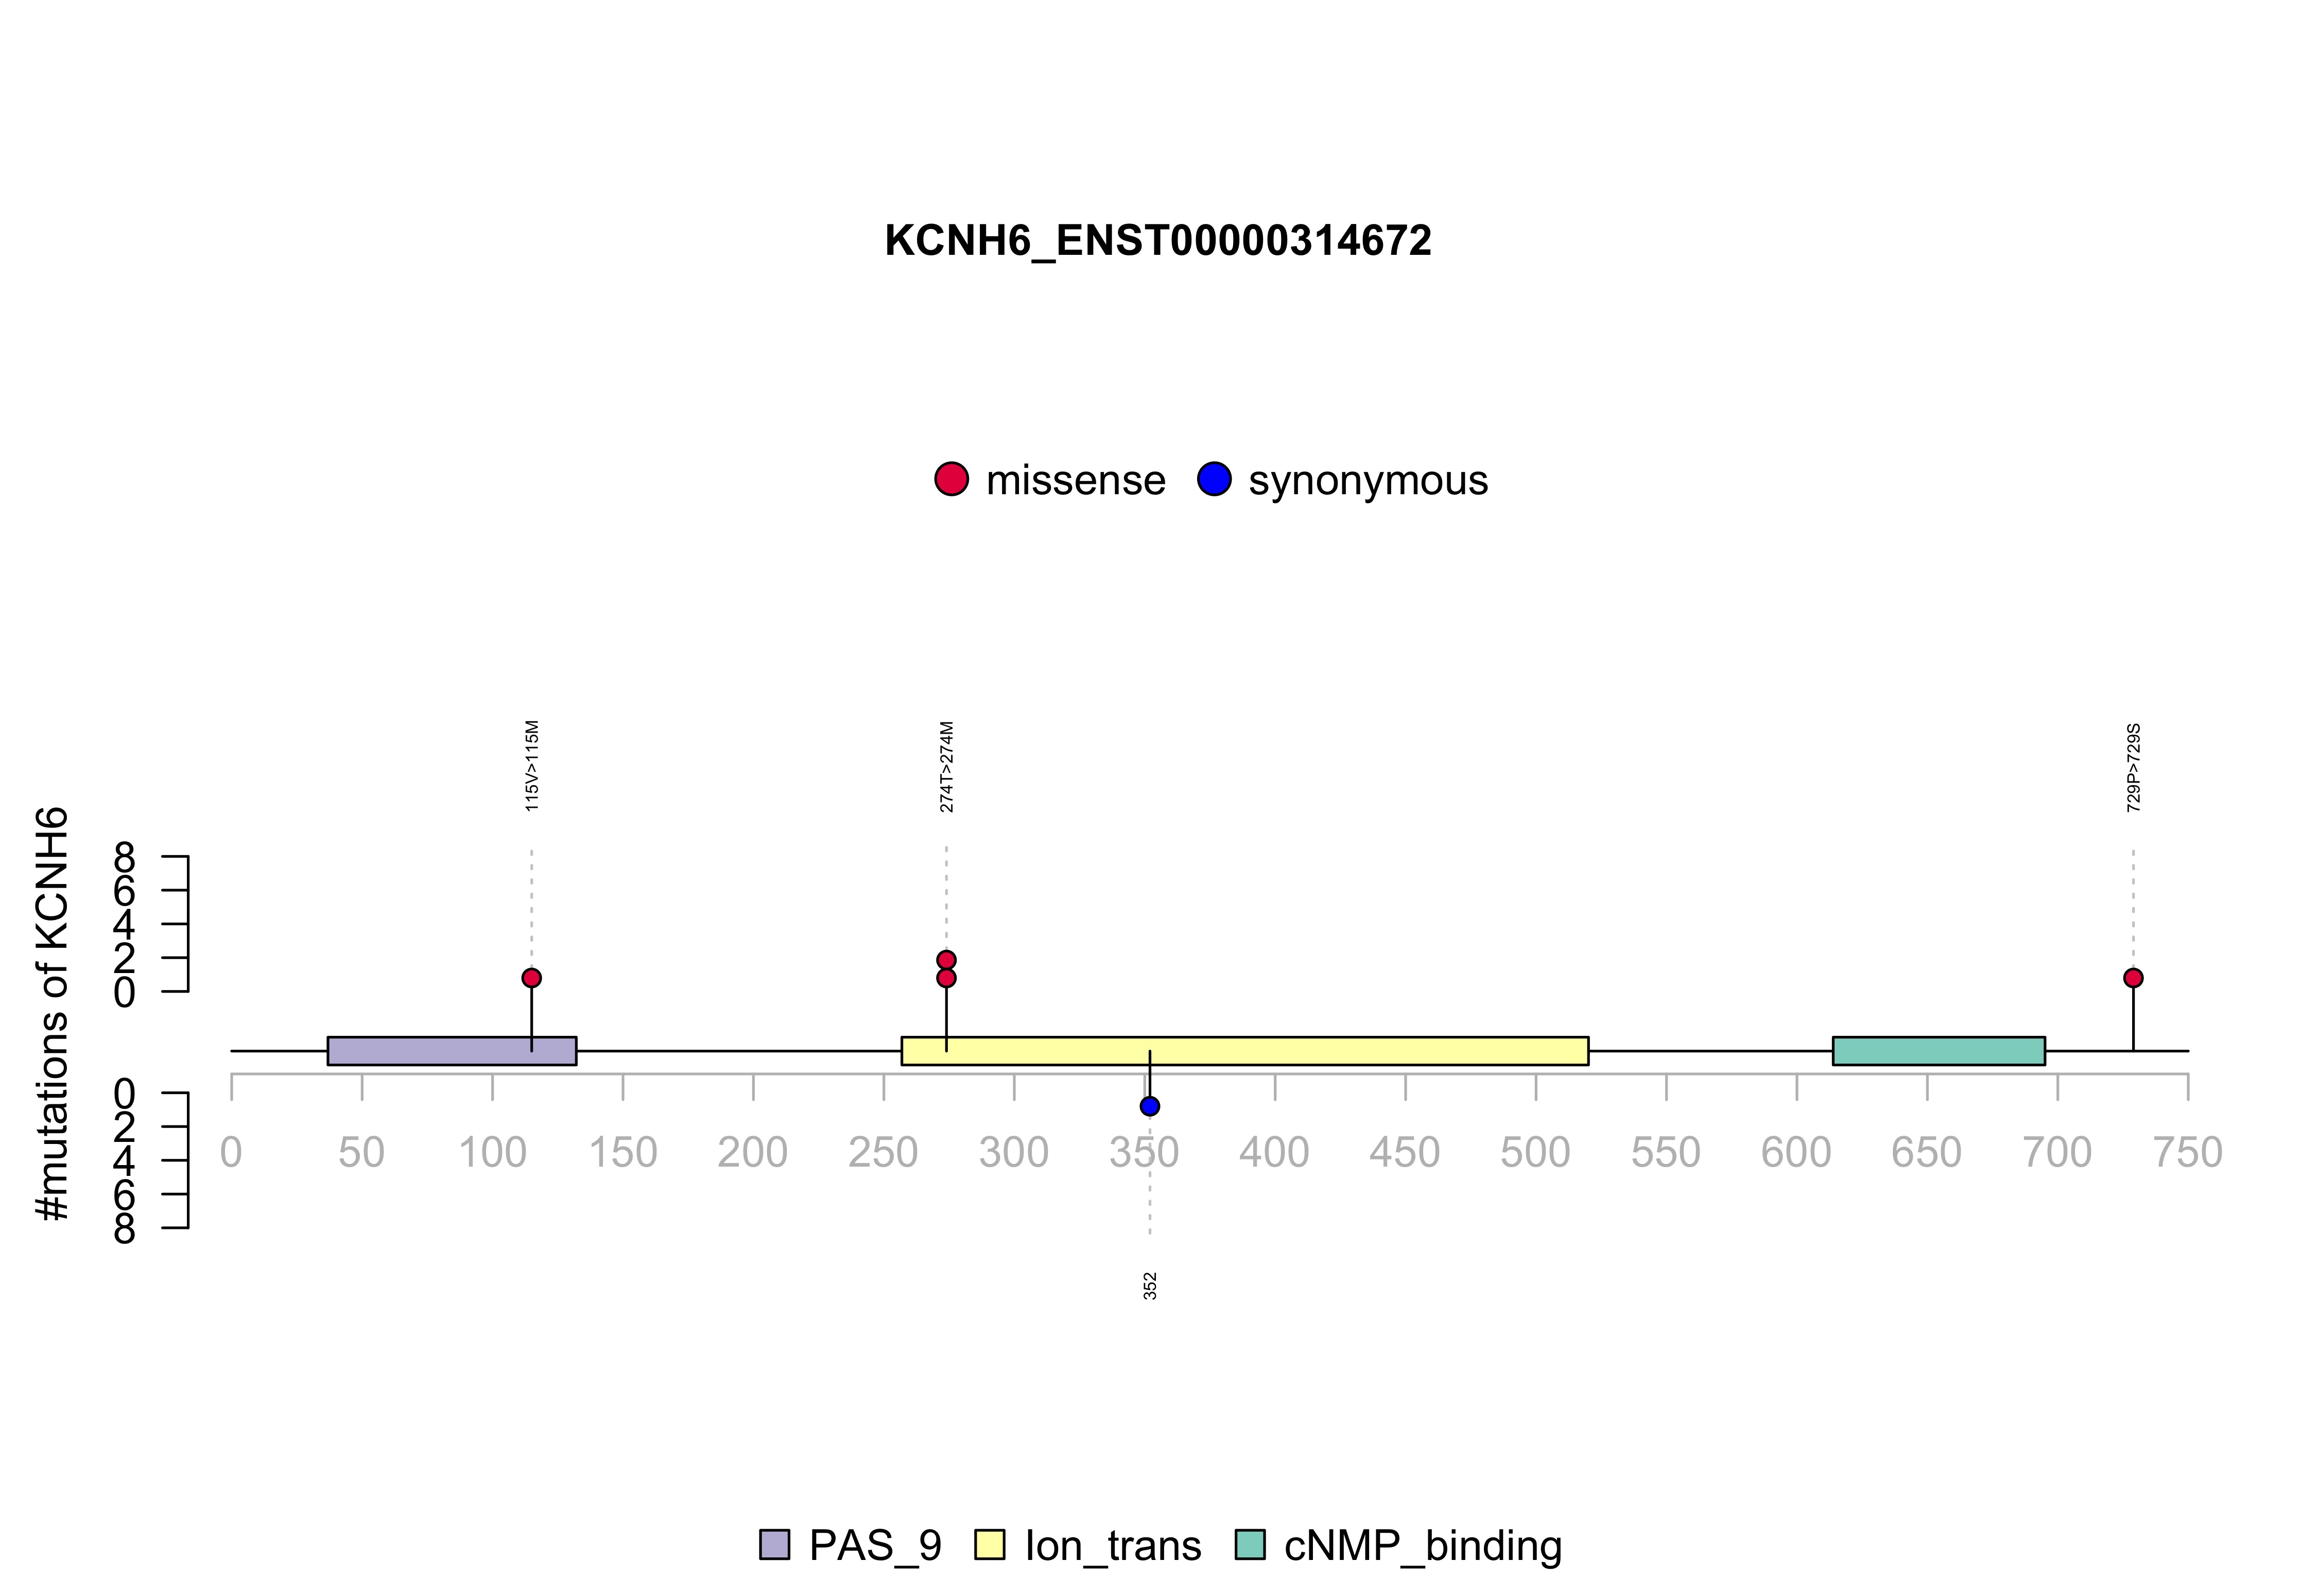 KCNH6_ENST00000314672
missense synonymous
115V>115M
274T>274M
729P>729S
#mutations of KCNH6
8
6
4
2
0
0
2
4
6
8
0 50 100 150 200 250 300 350 400 450 500 550 600 650 700 750
352
PAS_9 Ion_trans cNMP_binding